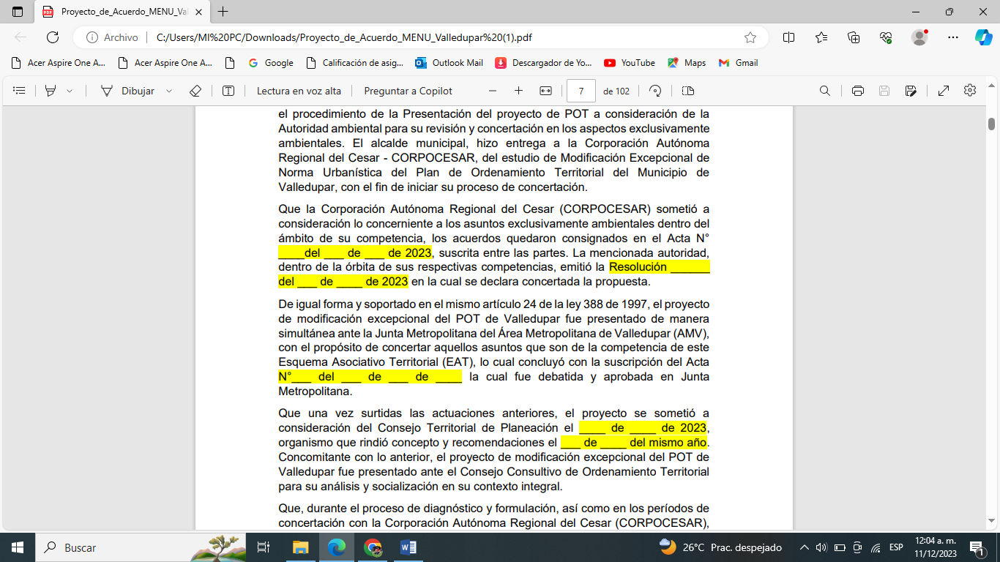 Proyecto_de_Acuerdo_MENU_Val
Archivo C:/Users/MI%20PC/Downloads/Proyecto_de_Acuerdo_MENU_Valledupar%20(1).pdf
Acer Aspire One A... Acer Aspire One A... Google Calificación de asig... Outlook Mail Descargador de Yo... YouTube Maps Gmail
Dibujar Lectura en voz alta Preguntar a Copilot 7 de 102
el procedimiento de la Presentación del proyecto de POT a consideración de la
Autoridad ambiental para su revisión y concertación en los aspectos exclusivamente
ambientales. El alcalde municipal, hizo entrega a la Corporación Autónoma
Regional del Cesar - CORPOCESAR, del estudio de Modificación Excepcional de
Norma Urbanística del Plan de Ordenamiento Territorial del Municipio de
Valledupar, con el fin de iniciar su proceso de concertación.
Que la Corporación Autónoma Regional del Cesar (CORPOCESAR) sometió a
consideración lo concerniente a los asuntos exclusivamente ambientales dentro del
ámbito de su competencia, los acuerdos quedaron consignados en el Acta N°
____del ___ de ___ de 2023, suscrita entre las partes. La mencionada autoridad,
dentro de la órbita de sus respectivas competencias, emitió la Resolución ______
del ___ de ____ de 2023 en la cual se declara concertada la propuesta.
De igual forma y soportado en el mismo artículo 24 de la ley 388 de 1997, el proyecto
de modificación excepcional del POT de Valledupar fue presentado de manera
simultánea ante la Junta Metropolitana del Área Metropolitana de Valledupar (AMV),
con el propósito de concertar aquellos asuntos que son de la competencia de este
Esquema Asociativo Territorial (EAT), lo cual concluyó con la suscripción del Acta
N°___ del ___ de ___ de ____ la cual fue debatida y aprobada en Junta
Metropolitana.
Que una vez surtidas las actuaciones anteriores, el proyecto se sometió a
consideración del Consejo Territorial de Planeación el ____ de ____ de 2023,
organismo que rindió concepto y recomendaciones el ___ de ____ del mismo año.
Concomitante con lo anterior, el proyecto de modificación excepcional del POT de
Valledupar fue presentado ante el Consejo Consultivo de Ordenamiento Territorial
para su análisis y socialización en su contexto integral.
Que, durante el proceso de diagnóstico y formulación, así como en los períodos de
concertación con la Corporación Autónoma Regional del Cesar (CORPOCESAR),
Buscar 26°C Prac. despejado ESP 12:04 a. m.
11/12/2023 1